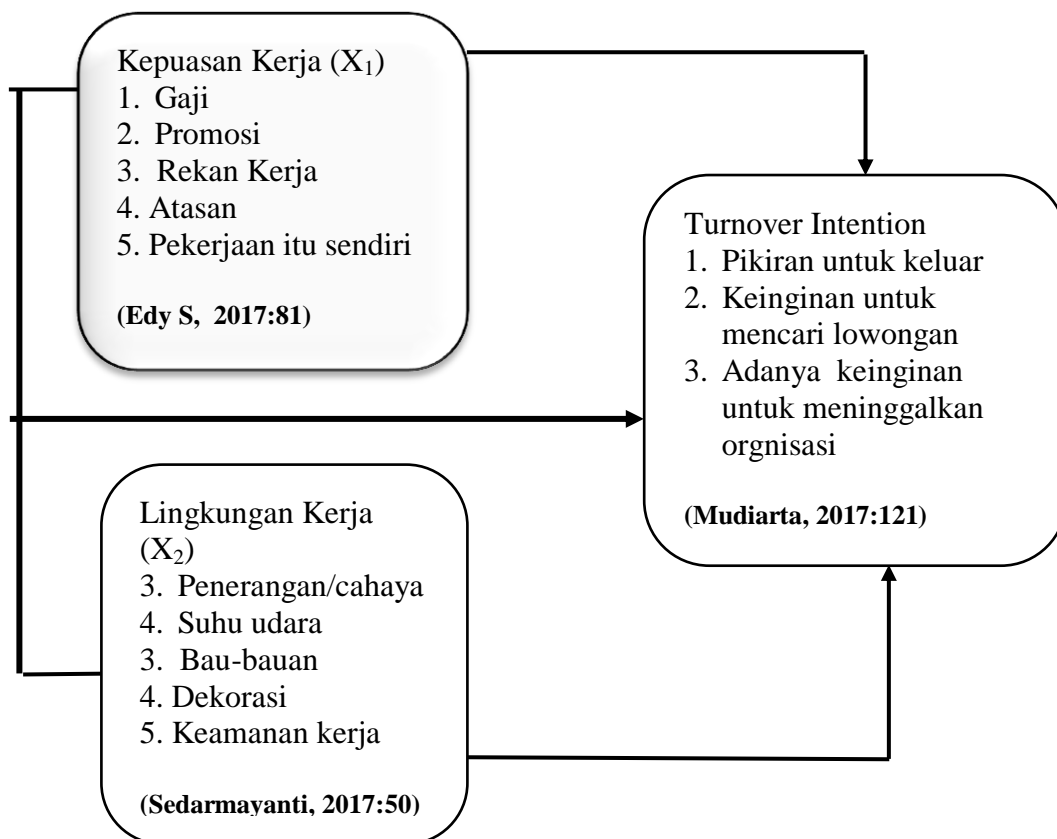 Kepuasan Kerja (X₁)
1. Gaji
2. Promosi
3. Rekan Kerja
4. Atasan
5. Pekerjaan itu sendiri
(Edy S, 2017:81)
Turnover Intention
1. Pikiran untuk keluar
2. Keinginan untuk
mencari lowongan
3. Adanya keinginan
untuk meninggalkan
orgnisasi
(Mudiarta, 2017:121)
Lingkungan Kerja
(X₂)
3. Penerangan/cahaya
4. Suhu udara
3. Bau-bauan
4. Dekorasi
5. Keamanan kerja
(Sedarmayanti, 2017:50)